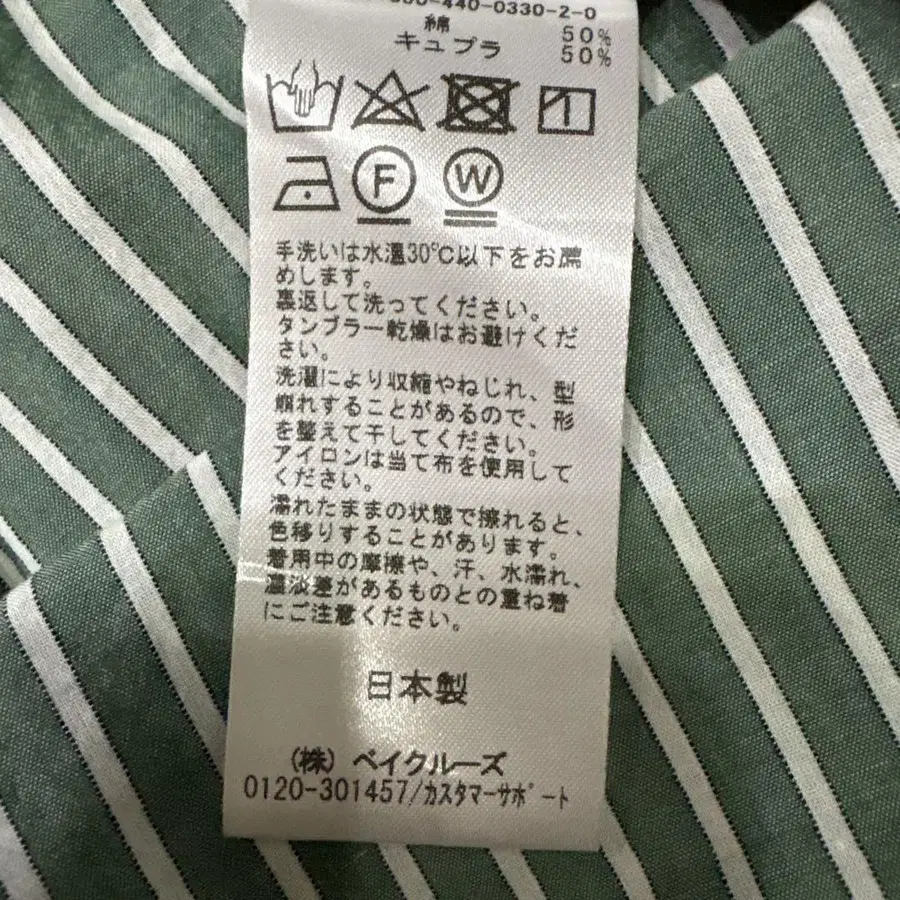 440-0330-2-0
綿 50%
キュプラ 50%
F
W
手洗いは水温30℃以下をお薦
めします。
裏返して洗ってください。
タンブラー乾燥はお避けくだ
さい。
洗濯により収縮やねじれ、型
崩れすることがあるので、形
を整えて干してください。
アイロンは当て布を使用して
ください。
濡れたままの状態で擦れると、
色移りすることがあります。
着用中の摩擦や、汗、水濡れ、
濃淡差があるものとの重ね着
にご注意ください。
日本製
(株) ベイクルーズ
0120-301457/カスタマーサポート